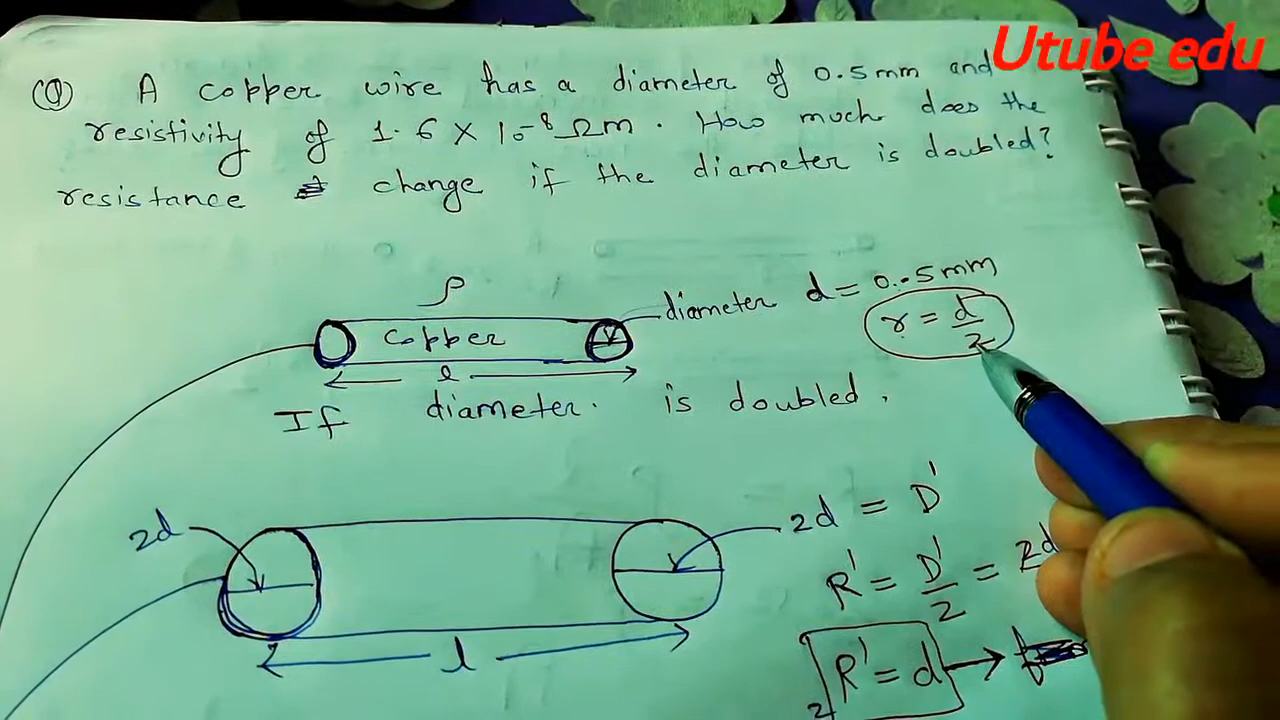 Utube edu
(Q) A copper wire has a diameter of 0.5mm and
resistivity of 1.6 × 10⁻⁸ Ωm. How much does the
resistance change if the diameter is doubled?
ρ
copper
diameter d = 0.5mm
r = d/2
l
If diameter is doubled.
2d
2d = D'
R' = D'/2 = 2d
l
R' = d →
2